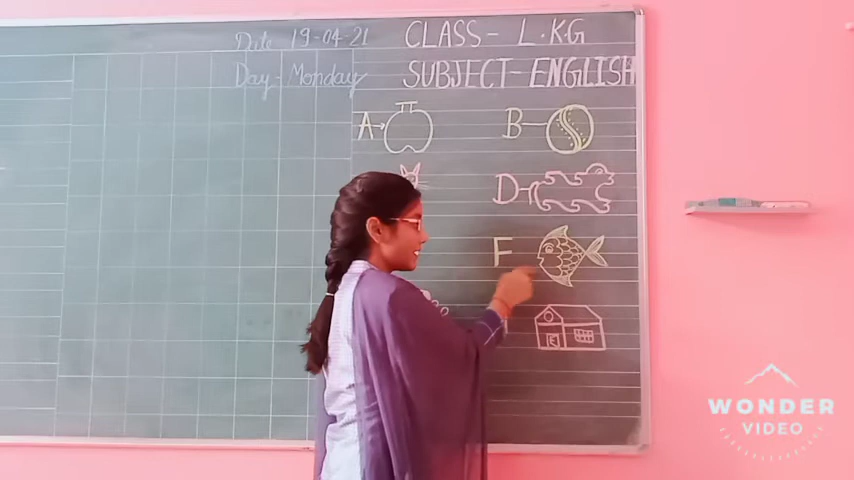 Date 19-04-21
Day - Monday
CLASS - L.K.G
SUBJECT - ENGLISH
A
B
D
F
WONDER
VIDEO